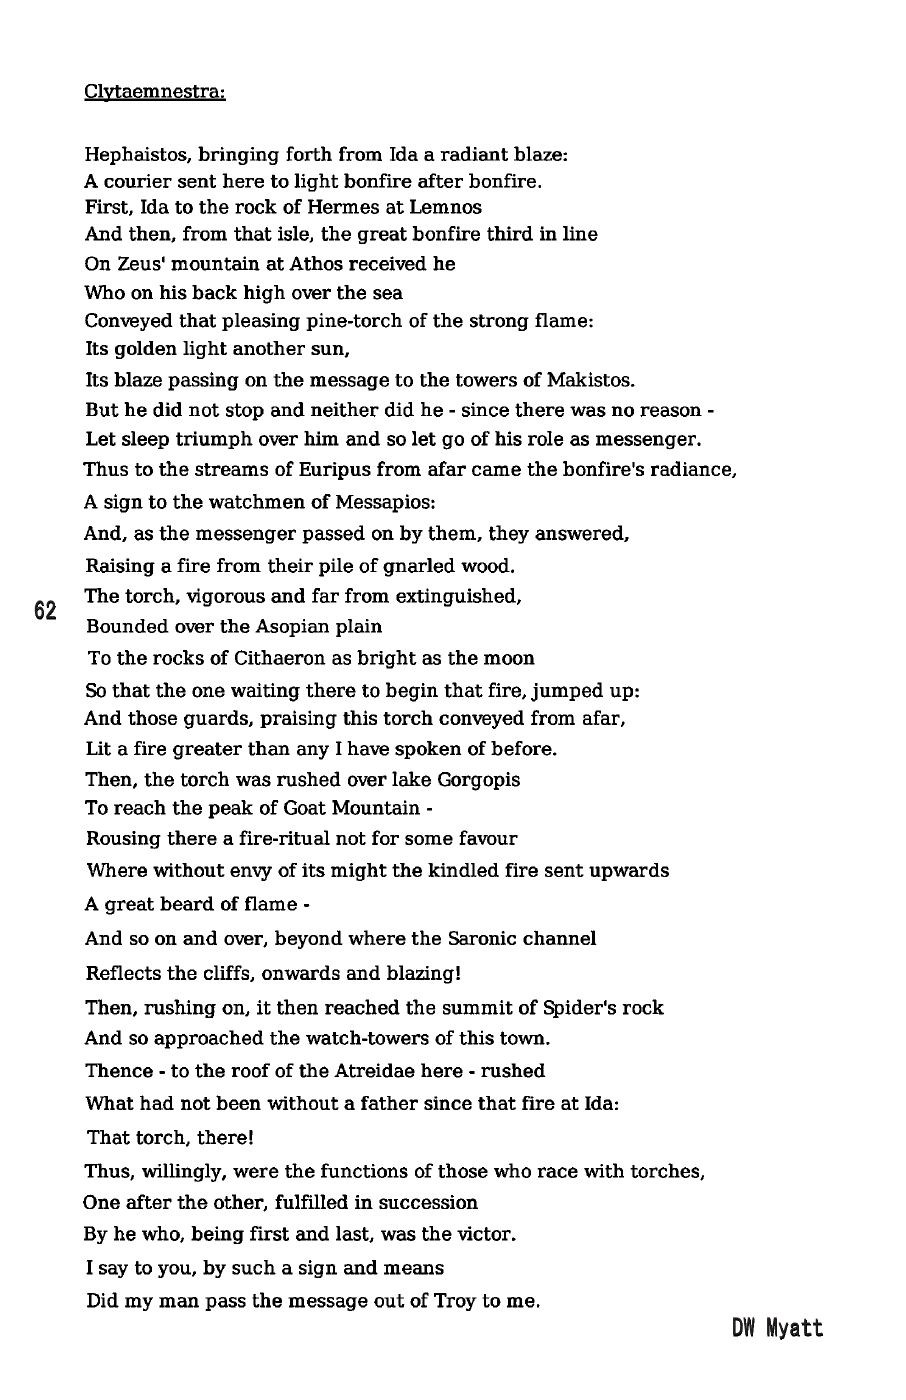 Clytaemnestra:
Hephaistos, bringing forth from Ida a radiant blaze:
A courier sent here to light bonfire after bonfire.
First, Ida to the rock of Hermes at Lemnos
And then, from that isle, the great bonfire third in line
On Zeus' mountain at Athos received he
Who on his back high over the sea
Conveyed that pleasing pine-torch of the strong flame:
Its golden light another sun,
Its blaze passing on the message to the towers of Makistos.
But he did not stop and neither did he - since there was no reason -
Let sleep triumph over him and so let go of his role as messenger.
Thus to the streams of Euripus from afar came the bonfire's radiance,
A sign to the watchmen of Messapios:
And, as the messenger passed on by them, they answered,
Raising a fire from their pile of gnarled wood.
The torch, vigorous and far from extinguished,
62
Bounded over the Asopian plain
To the rocks of Cithaeron as bright as the moon
So that the one waiting there to begin that fire, jumped up:
And those guards, praising this torch conveyed from afar,
Lit a fire greater than any I have spoken of before.
Then, the torch was rushed over lake Gorgopis
To reach the peak of Goat Mountain -
Rousing there a fire-ritual not for some favour
Where without envy of its might the kindled fire sent upwards
A great beard of flame -
And so on and over, beyond where the Saronic channel
Reflects the cliffs, onwards and blazing!
Then, rushing on, it then reached the summit of Spider's rock
And so approached the watch-towers of this town.
Thence - to the roof of the Atreidae here - rushed
What had not been without a father since that fire at Ida:
That torch, there!
Thus, willingly, were the functions of those who race with torches,
One after the other, fulfilled in succession
By he who, being first and last, was the victor.
I say to you, by such a sign and means
Did my man pass the message out of Troy to me.
DW Myatt